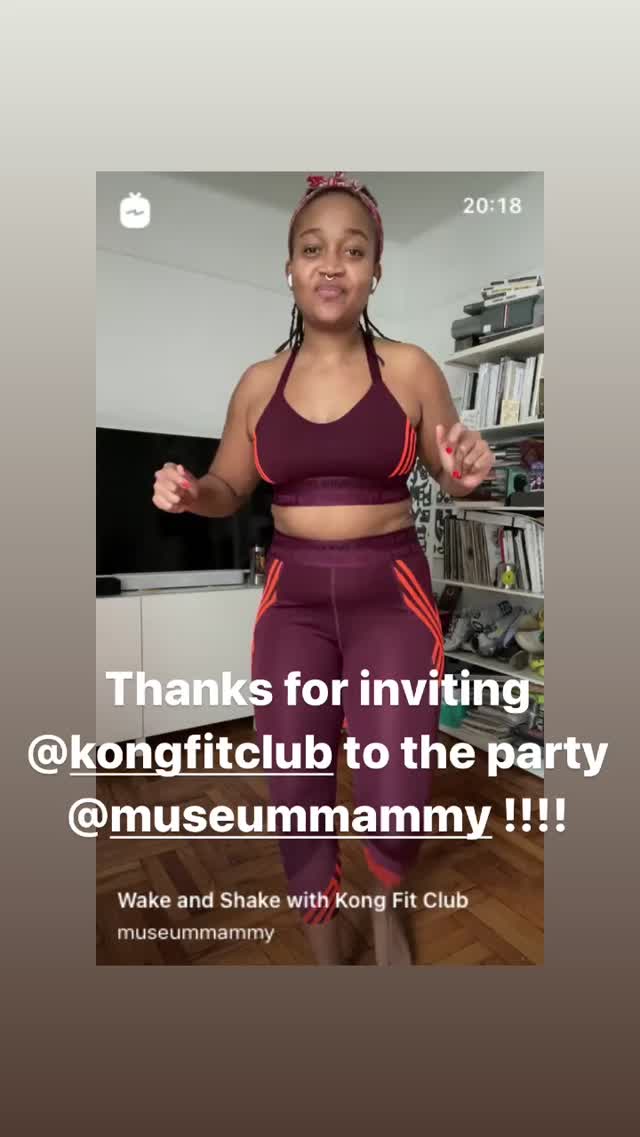 20:18
Thanks for inviting
@kongfitclub to the party
@museummammy !!!!
Wake and Shake with Kong Fit Club
museummammy